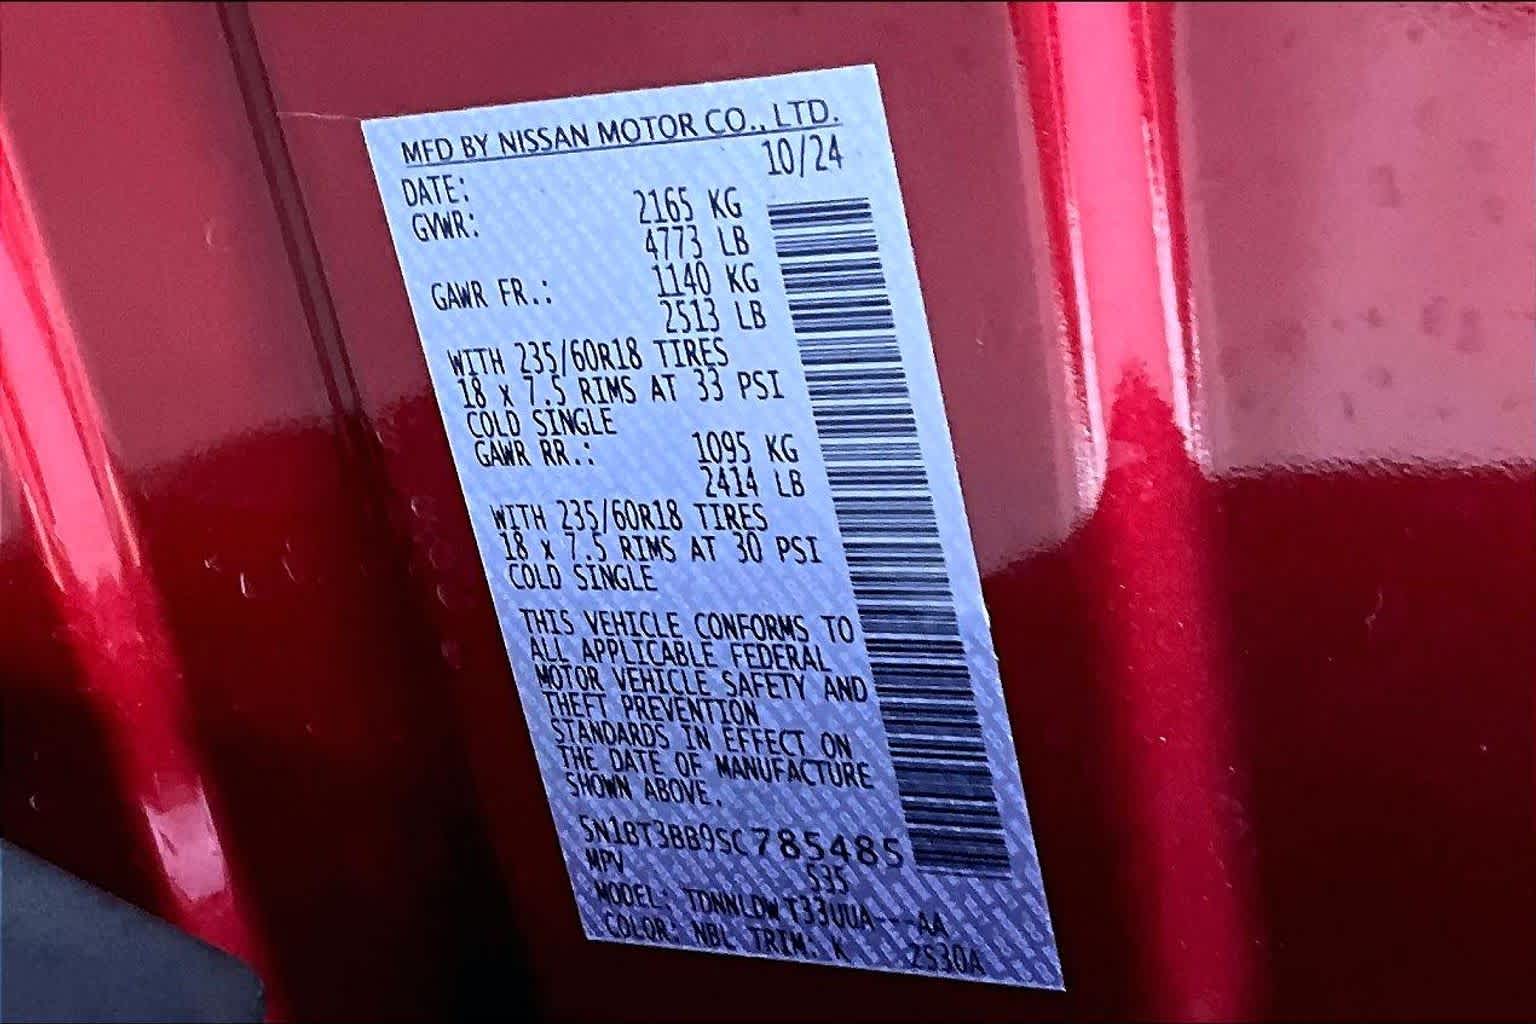 MFD BY NISSAN MOTOR CO., LTD.
DATE: 10/24
GVWR: 2165 KG
4773 LB
GAWR FR.: 1140 KG
2513 LB
WITH 235/60R18 TIRES
18 x 7.5 RIMS AT 33 PSI
COLD SINGLE
GAWR RR.: 1095 KG
2414 LB
WITH 235/60R18 TIRES
18 x 7.5 RIMS AT 30 PSI
COLD SINGLE
THIS VEHICLE CONFORMS TO
ALL APPLICABLE FEDERAL
MOTOR VEHICLE SAFETY AND
THEFT PREVENTION
STANDARDS IN EFFECT ON
THE DATE OF MANUFACTURE
SHOWN ABOVE.
5N1BT3BB9SC785485
MPV S35
MODEL: TDNNLDWT33UUA---AA
COLOR: NBL TRIM: K 2S30A